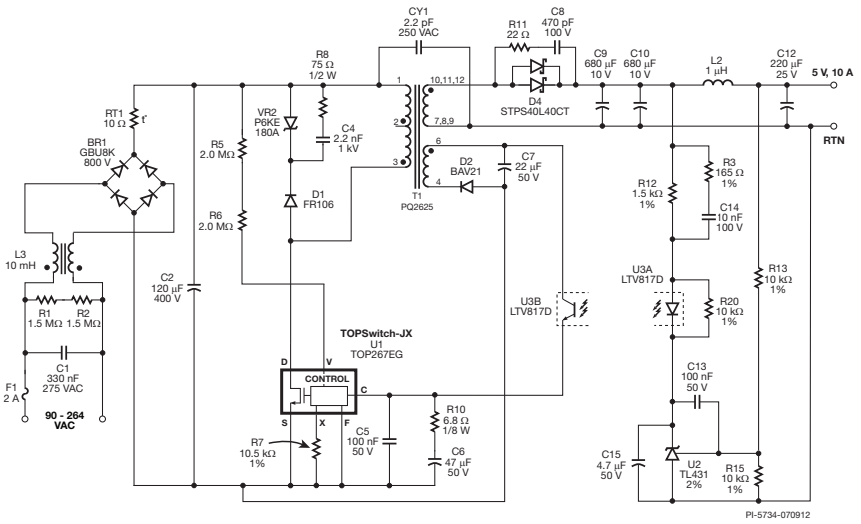 CY1
2.2 pF
250 VAC
R11
22 Ω
C8
470 pF
100 V
R8
75 Ω
1/2 W
C9
680 µF
10 V
C10
680 µF
10 V
L2
1 µH
C12
220 µF
25 V
5 V, 10 A
RTN
1
2
3
10,11,12
7,8,9
6
4
D4
STPS40L40CT
RT1
10 Ω
t°
BR1
GBU8K
800 V
VR2
P6KE
180A
C4
2.2 nF
1 kV
R5
2.0 MΩ
R6
2.0 MΩ
D1
FR106
T1
PQ2625
D2
BAV21
C7
22 µF
50 V
R12
1.5 kΩ
1%
R3
165 Ω
1%
C14
10 nF
100 V
L3
10 mH
R1
1.5 MΩ
R2
1.5 MΩ
C2
120 µF
400 V
U3B
LTV817D
U3A
LTV817D
R13
10 kΩ
1%
R20
10 kΩ
1%
C1
330 nF
275 VAC
F1
2 A
90 - 264
VAC
TOPSwitch-JX
U1
TOP267EG
D
V
CONTROL
C
S
X
F
R7
10.5 kΩ
1%
C5
100 nF
50 V
R10
6.8 Ω
1/8 W
C6
47 µF
50 V
C13
100 nF
50 V
C15
4.7 µF
50 V
U2
TL431
2%
R15
10 kΩ
1%
PI-5734-070912